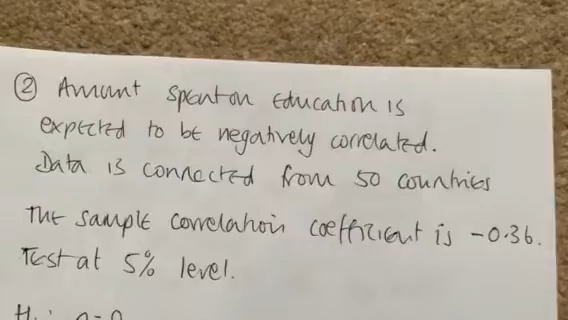 ② Amount spent on Education is
expected to be negatively correlated.
Data is connected from 50 countries
The sample correlation coefficient is -0.36.
Test at 5% level.